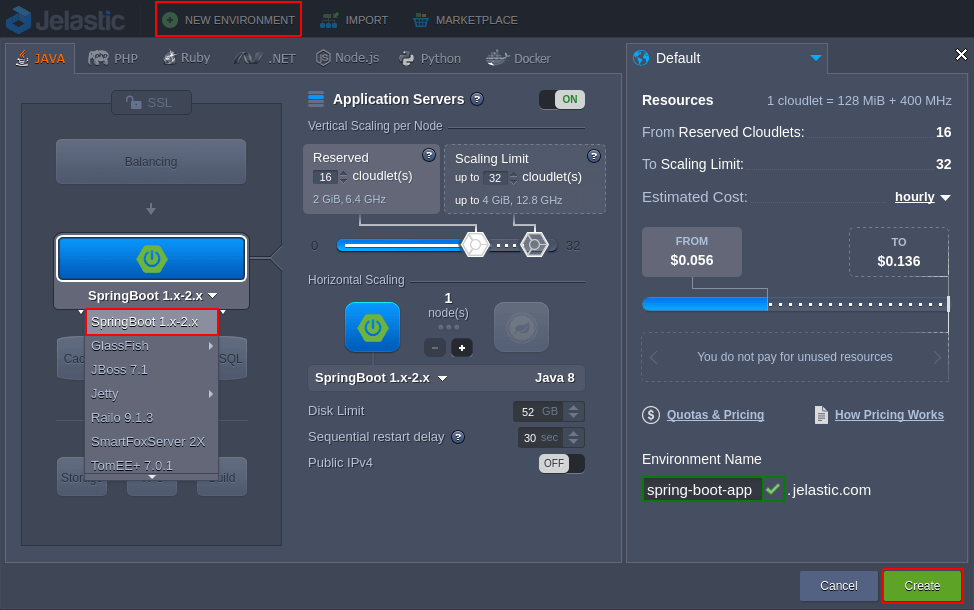 Jelastic
NEW ENVIRONMENT
IMPORT
MARKETPLACE
JAVA
PHP
Ruby
.NET
Node.js
Python
Docker
SSL
Balancing
SpringBoot 1.x-2.x
SpringBoot 1.x-2.x
GlassFish
JBoss 7.1
Jetty
Railo 9.1.3
SmartFoxServer 2X
TomEE+ 7.0.1
Application Servers ?
ON
Vertical Scaling per Node
Reserved ?
16 cloudlet(s)
2 GiB, 6.4 GHz
Scaling Limit ?
up to 32 cloudlet(s)
up to 4 GiB, 12.8 GHz
0
32
Horizontal Scaling
1
node(s)
SpringBoot 1.x-2.x
Java 8
Disk Limit
52 GB
Sequential restart delay ?
30 sec
Public IPv4
OFF
Default
Resources
1 cloudlet = 128 MiB + 400 MHz
From Reserved Cloudlets:
16
To Scaling Limit:
32
Estimated Cost:
hourly
FROM
$0.056
TO
$0.136
You do not pay for unused resources
$ Quotas & Pricing
How Pricing Works
Environment Name
spring-boot-app
.jelastic.com
Cancel
Create